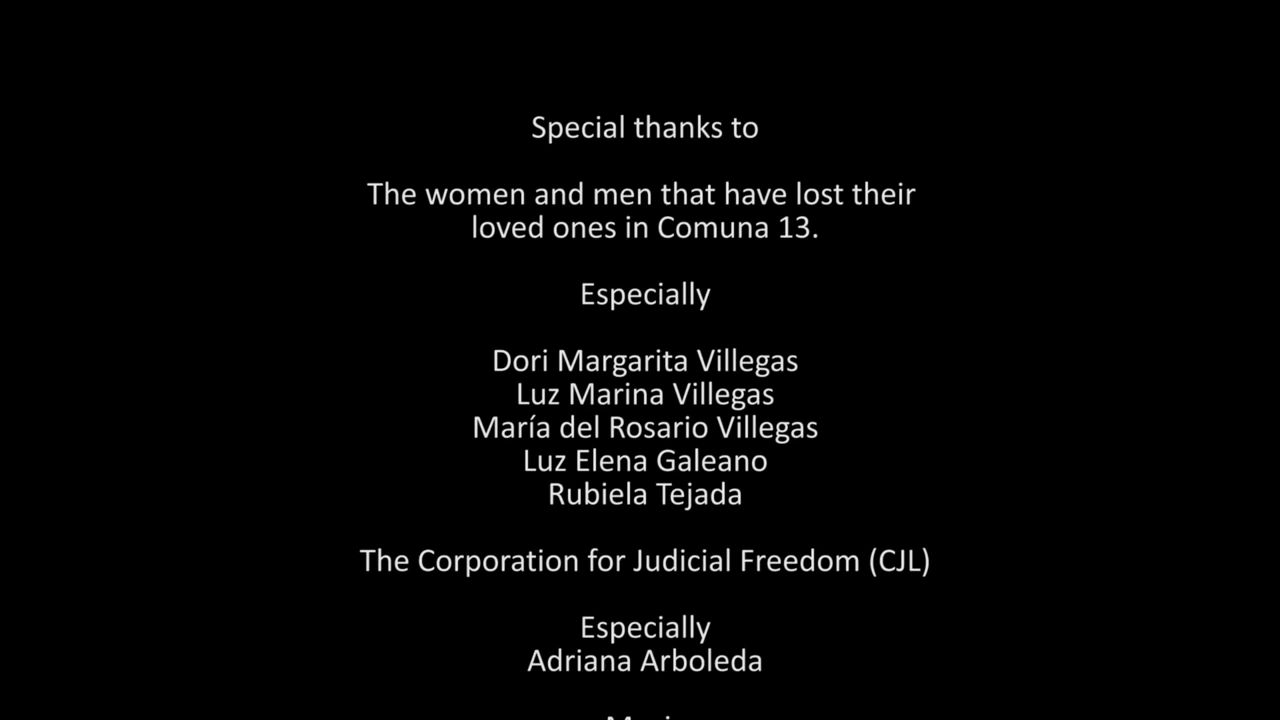 Special thanks to
The women and men that have lost their
loved ones in Comuna 13.
Especially
Dori Margarita Villegas
Luz Marina Villegas
María del Rosario Villegas
Luz Elena Galeano
Rubiela Tejada
The Corporation for Judicial Freedom (CJL)
Especially
Adriana Arboleda